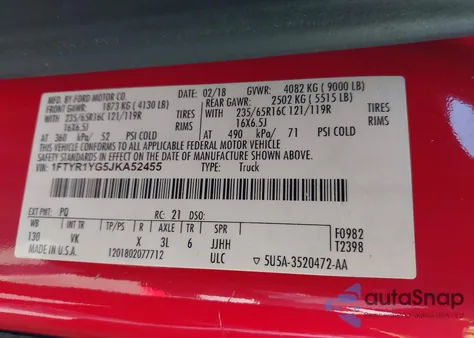 MFD. BY FORD MOTOR CO.
02/18 GVWR: 4082 KG ( 9000 LB)
FRONT GAWR: 1873 KG ( 4130 LB) REAR GAWR: 2502 KG ( 5515 LB)
WITH 235/65R16C 121/119R TIRES WITH 235/65R16C 121/119R TIRES
16X6.5J RIMS 16X6.5J RIMS
AT 360 kPa/ 52 PSI COLD AT 490 kPa/ 71 PSI COLD
THIS VEHICLE CONFORMS TO ALL APPLICABLE FEDERAL MOTOR VEHICLE
SAFETY STANDARDS IN EFFECT ON THE DATE OF MANUFACTURE SHOWN ABOVE.
VIN: 1FTYR1YG5JKA52455 TYPE: Truck
EXT PNT: PQ RC: 21 DSO:
WB INT TR TP/PS R AXLE TR SPR F0982
130 VK X 3L 6 JJHH T2398
MADE IN U.S.A. 1201802077712 ULC 5U5A-3520472-AA
autoSnap